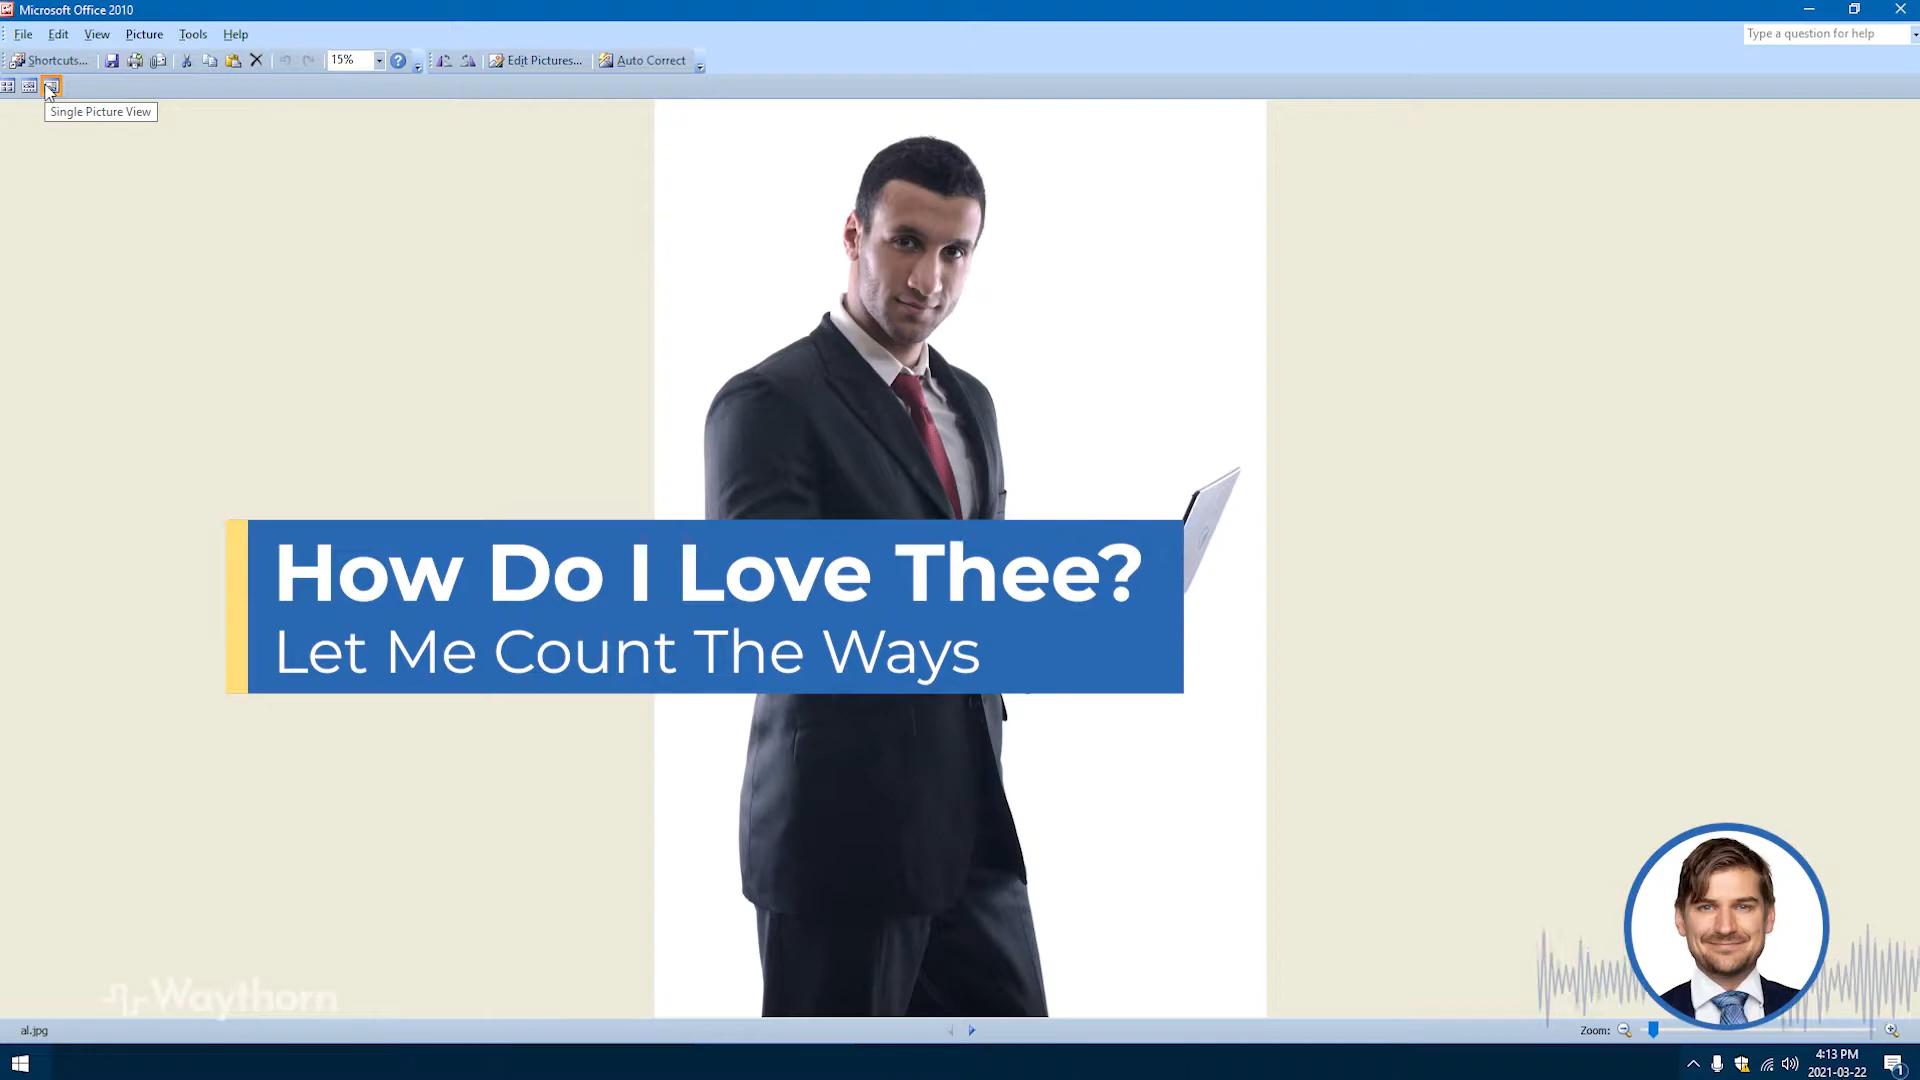 Microsoft Office 2010
File Edit View Picture Tools Help
Type a question for help
Shortcuts... 15% Edit Pictures... Auto Correct
Single Picture View
How Do I Love Thee?
Let Me Count The Ways
Waythorn
al.jpg
Zoom:
4:13 PM
2021-03-22
1